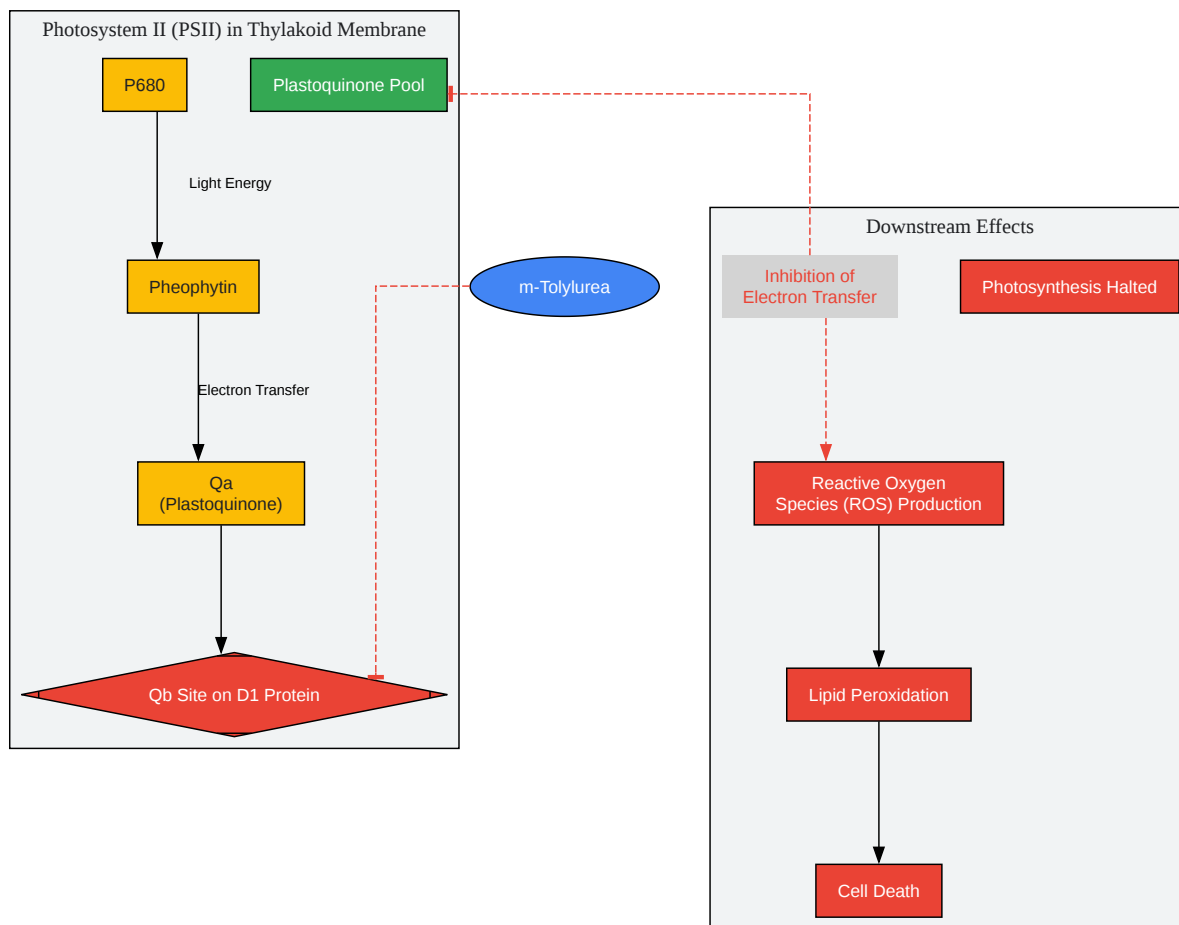 Photosystem II (PSII) in Thylakoid Membrane
P680
Plastoquinone Pool
Light Energy
Pheophytin
Electron Transfer
Qa
(Plastoquinone)
Qb Site on D1 Protein
m-Tolylurea
Downstream Effects
Inhibition of
Electron Transfer
Photosynthesis Halted
Reactive Oxygen
Species (ROS) Production
Lipid Peroxidation
Cell Death